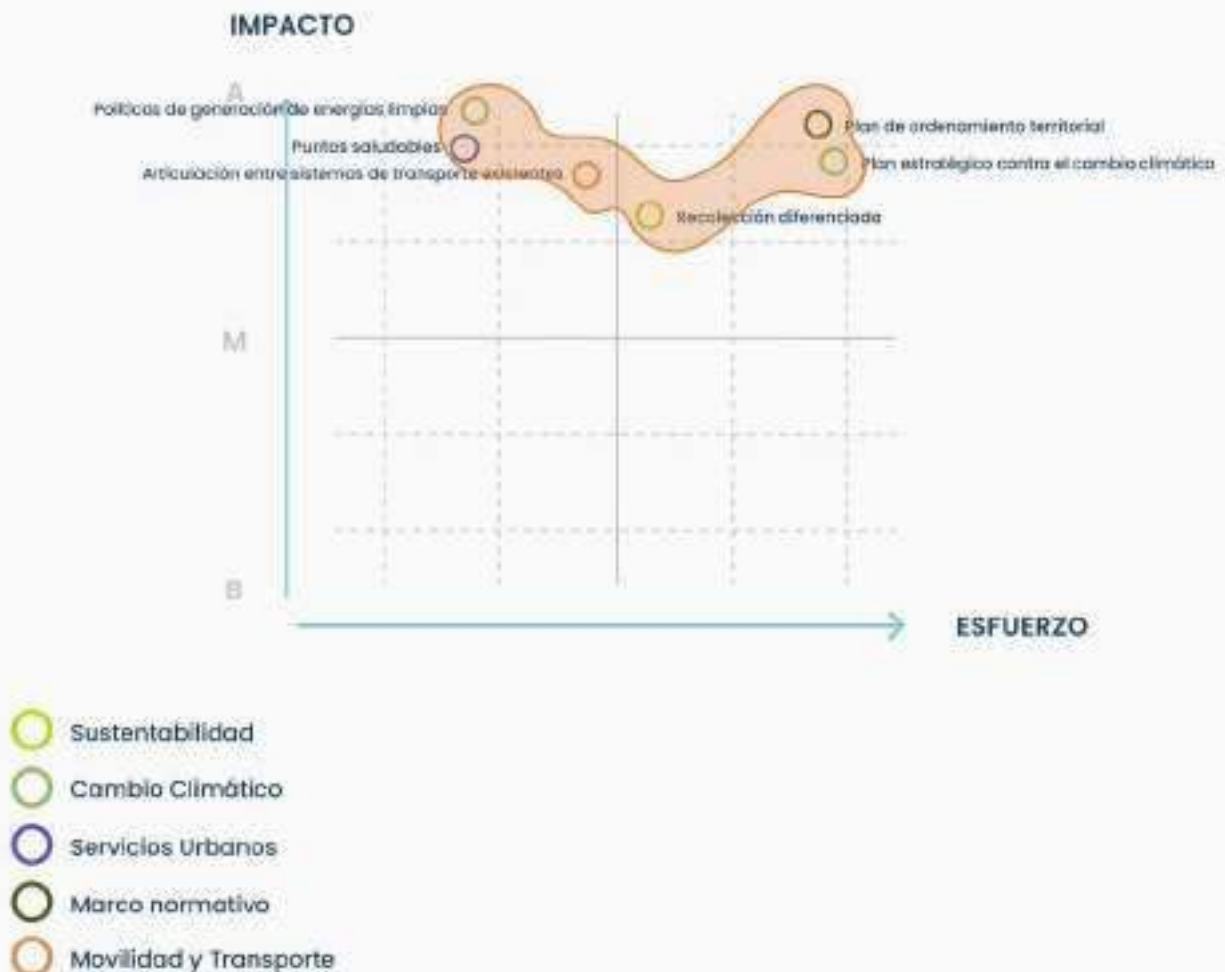 IMPACTO
A
Políticas de generación de energías limpias
Plan de ordenamiento territorial
Puntos saludables
Plan estratégico contra el cambio climático
Articulación entre sistemas de transporte existentes
Recolección diferenciada
M
B
ESFUERZO
Sustentabilidad
Cambio Climático
Servicios Urbanos
Marco normativo
Movilidad y Transporte